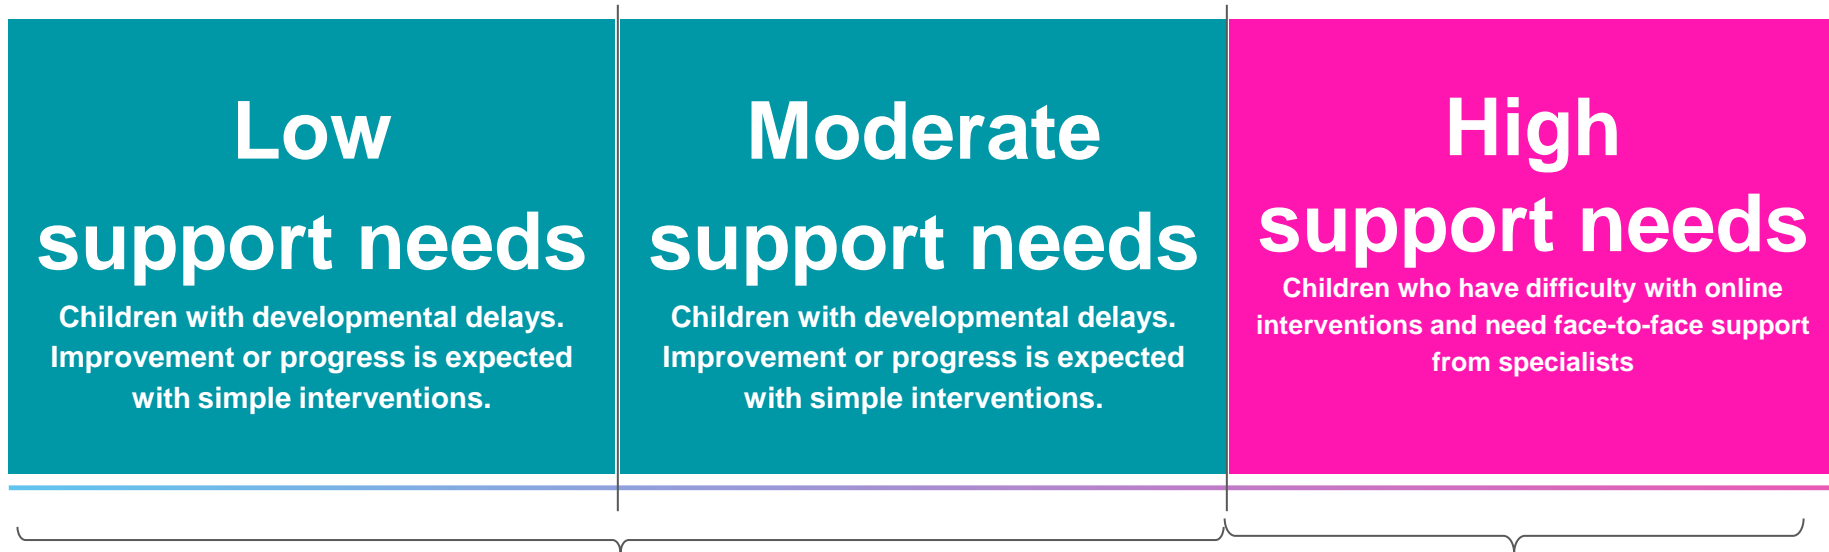 Low
support needs
Children with developmental delays.
Improvement or progress is expected
with simple interventions.
Moderate
support needs
Children with developmental delays.
Improvement or progress is expected
with simple interventions.
High
support needs
Children who have difficulty with online
interventions and need face-to-face support
from specialists